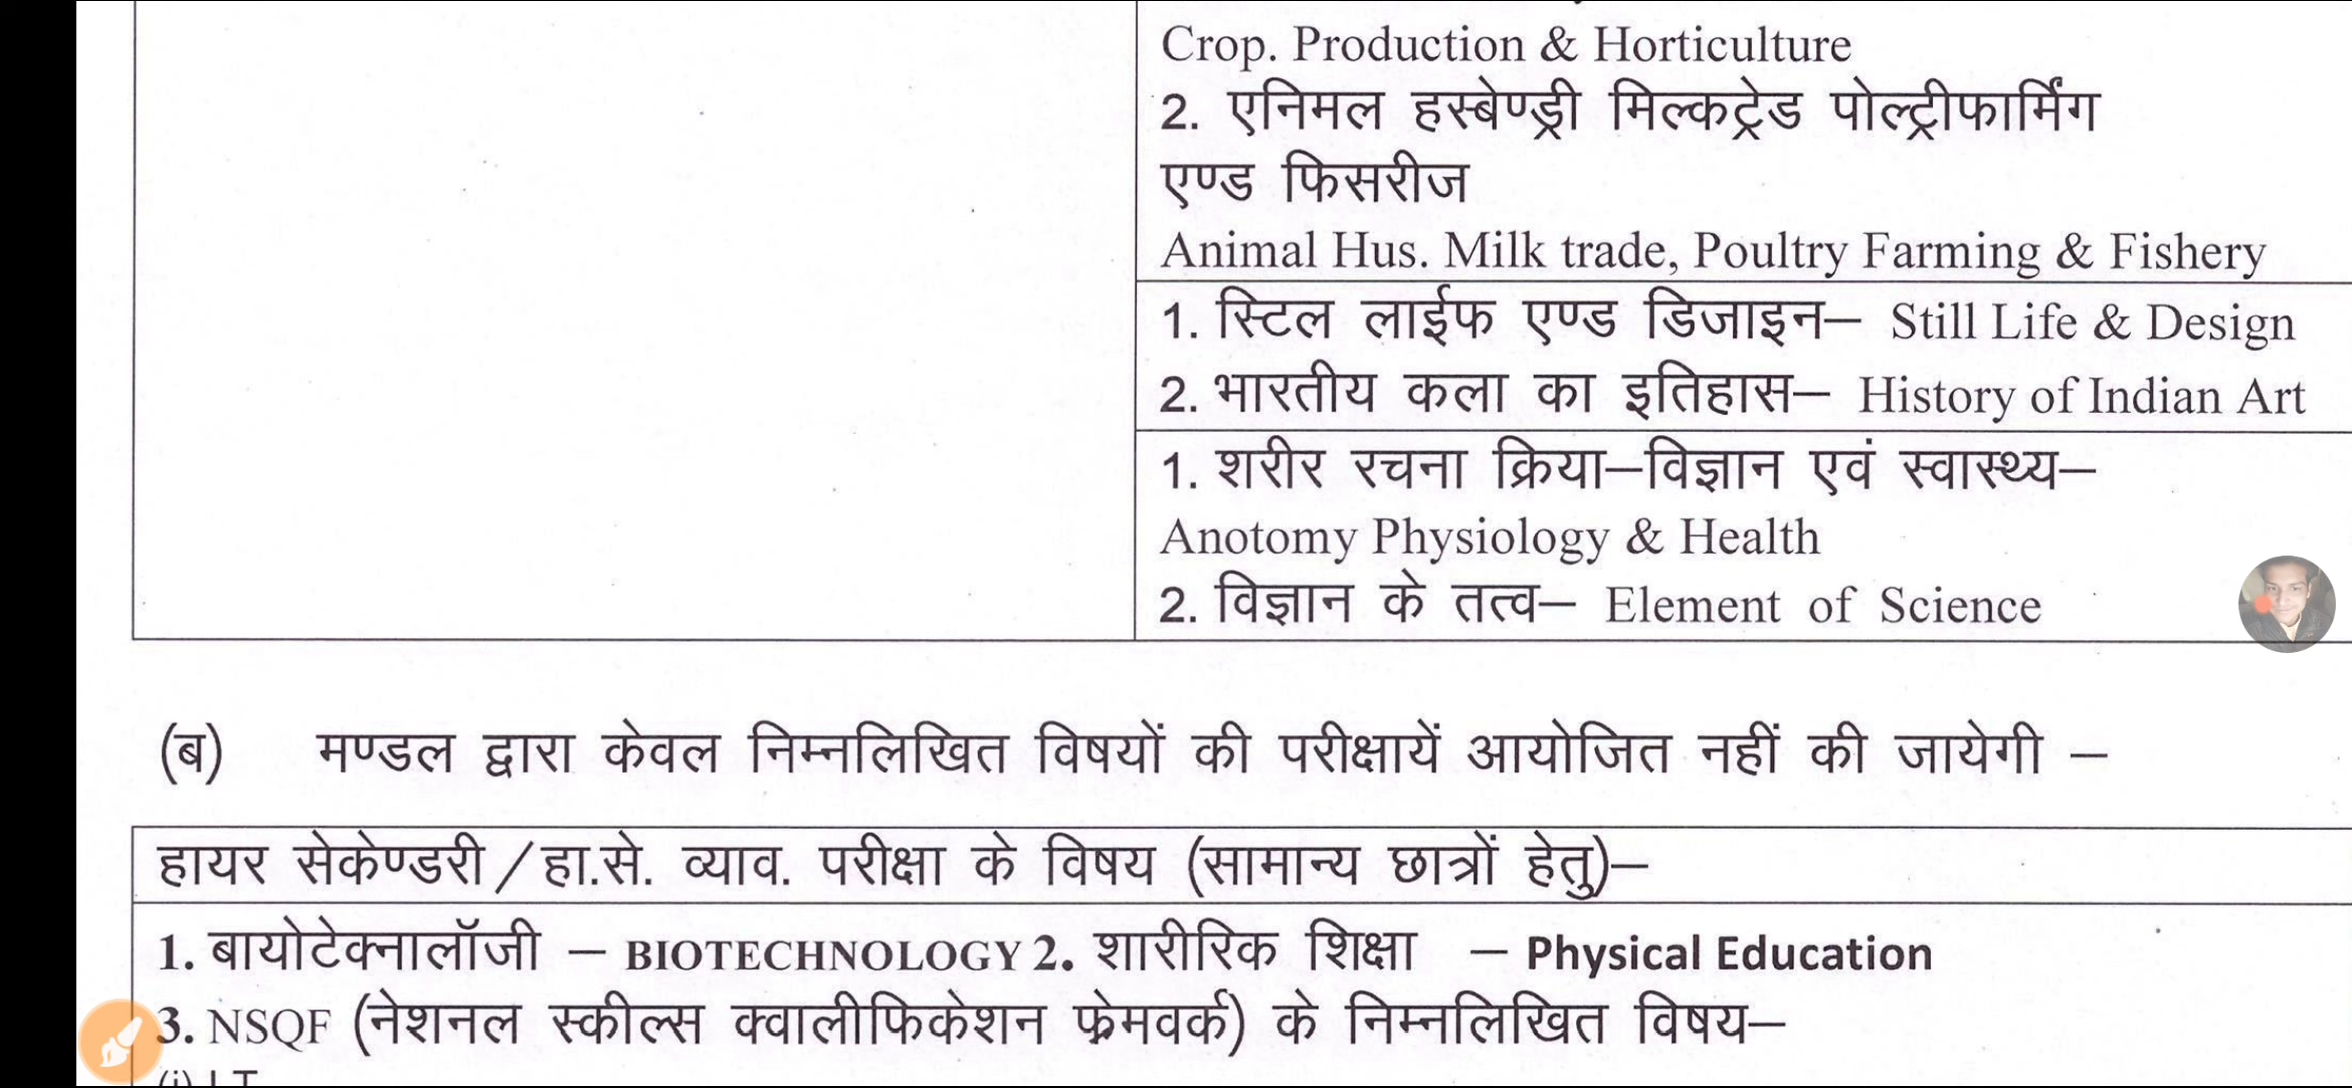 Crop. Production & Horticulture
2. एनिमल हस्बेण्ड्री मिल्कट्रेड पोल्ट्रीफार्मिंग
एण्ड फिसरीज
Animal Hus. Milk trade, Poultry Farming & Fishery
1. स्टिल लाईफ एण्ड डिजाइन– Still Life & Design
2. भारतीय कला का इतिहास– History of Indian Art
1. शरीर रचना क्रिया–विज्ञान एवं स्वास्थ्य–
Anotomy Physiology & Health
2. विज्ञान के तत्व– Element of Science
(ब) मण्डल द्वारा केवल निम्नलिखित विषयों की परीक्षायें आयोजित नहीं की जायेगी –
हायर सेकेण्डरी/हा.से. व्याव. परीक्षा के विषय (सामान्य छात्रों हेतु)–
1. बायोटेक्नालॉजी – BIOTECHNOLOGY 2. शारीरिक शिक्षा – Physical Education
3. NSQF (नेशनल स्कील्स क्वालीफिकेशन फ्रेमवर्क) के निम्नलिखित विषय–